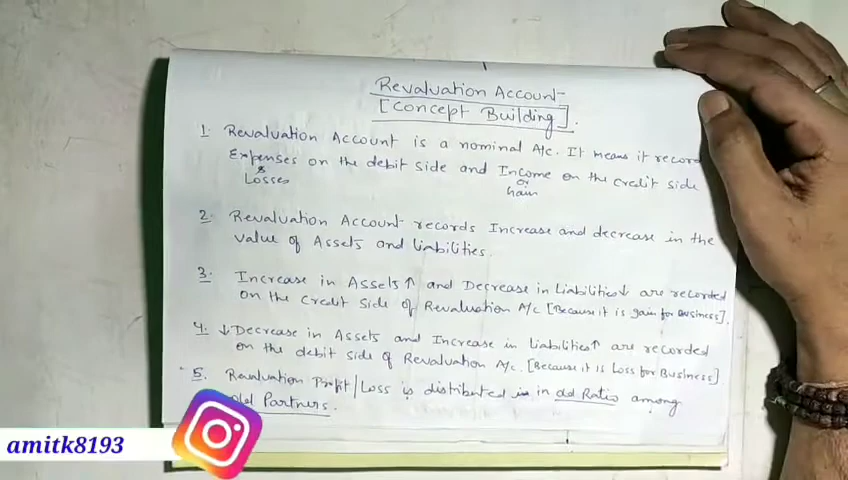 Revaluation Account-
[Concept Building].
1. Revaluation Account is a nominal A/c. It means it record
Expenses on the debit side and Income on the credit side
& Losses
or Gain
2. Revaluation Account records Increase and decrease in the
value of Assets and liabilities.
3. Increase in Assets↑ and Decrease in Liabilities↓ are recorded
on the credit side of Revaluation A/c [Because it is gain for Business].
4. ↓Decrease in Assets and Increase in Liabilities↑ are recorded
on the debit side of Revaluation A/c. [Because it is Loss for Business]
5. Revaluation Profit/Loss is distibuted in old Ratio among
old Partners.
amitk8193